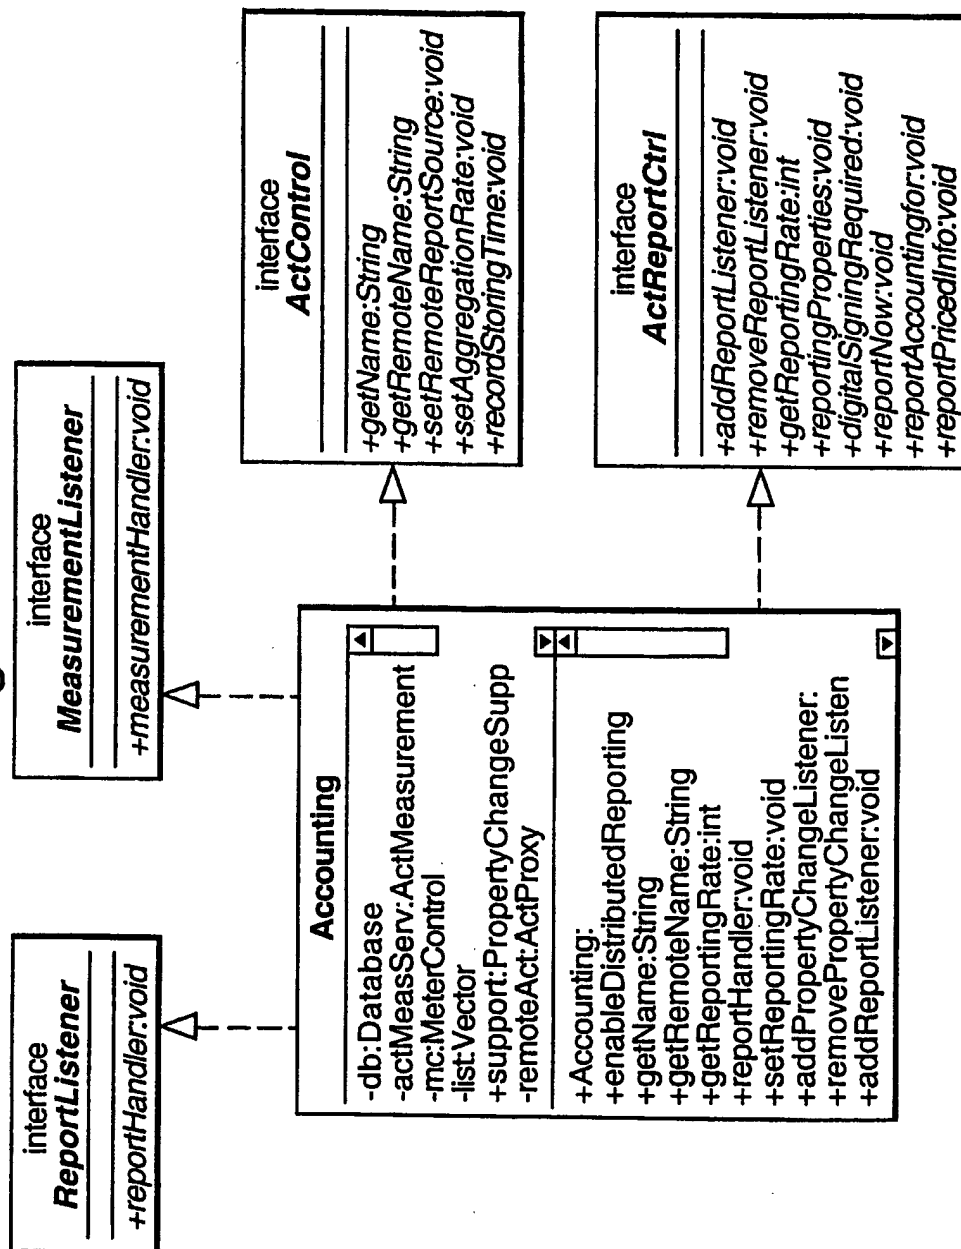 interface
ReportListener
+reportHandler:void
interface
MeasurementListener
+measurementHandler:void
Accounting
-db:Database
-actMeasServ:ActMeasurement
-mc:MeterControl
-list:Vector
+support:PropertyChangeSupp
-remoteAct:ActProxy
+Accounting:
+enableDistributedReporting
+getName:String
+getRemoteName:String
+getReportingRate:int
+reportHandler:void
+setReportingRate:void
+addPropertyChangeListener:
+removePropertyChangeListen
+addReportListener:void
interface
ActControl
+getName:String
+getRemoteName:String
+setRemoteReportSource:void
+setAggregationRate:void
+recordStoringTime:void
interface
ActReportCtrl
+addReportListener:void
+removeReportListener:void
+getReportingRate:int
+reportingProperties:void
+digitalSigningRequired:void
+reportNow:void
+reportAccountingfor:void
+reportPricedInfo:void